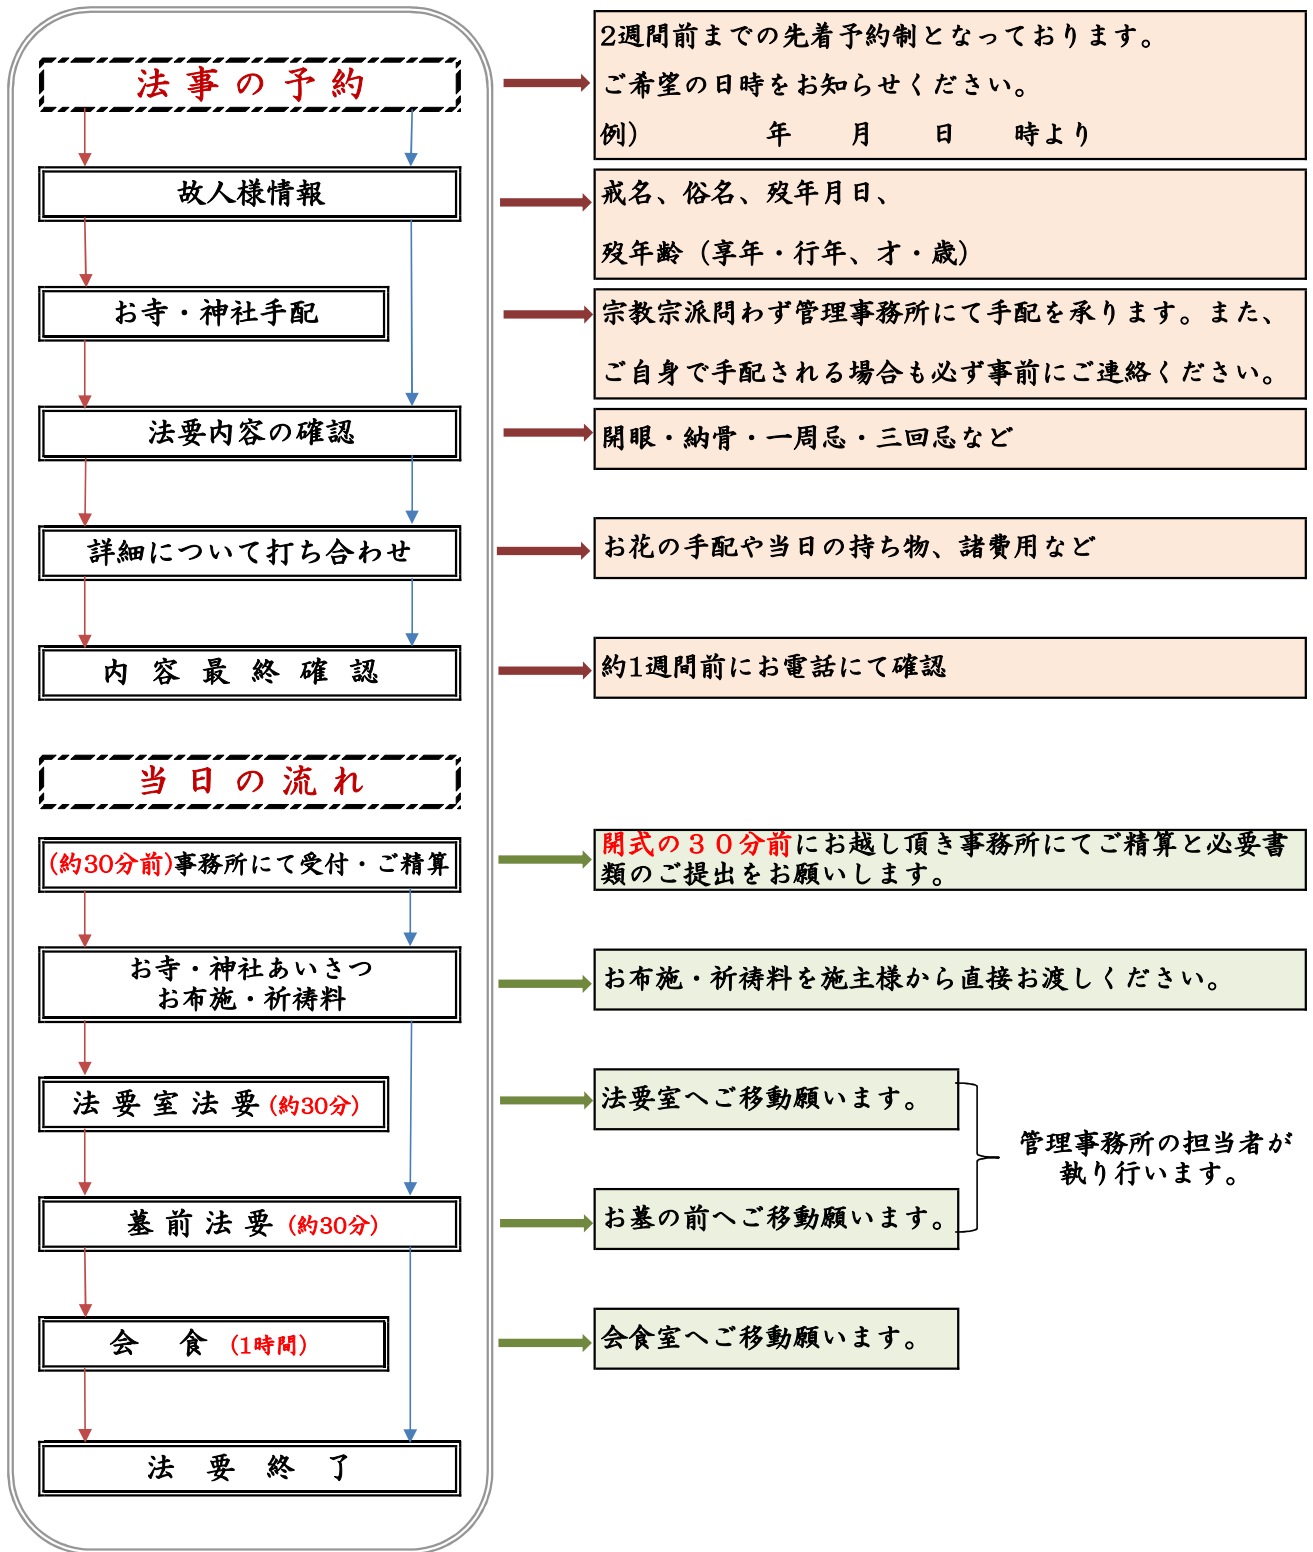 法事の予約
2週間前までの先着予約制となっております。
ご希望の日時をお知らせください。
例)　　　　　年　　月　　日　　時より
故人様情報
戒名、俗名、歿年月日、
歿年齢（享年・行年、才・歳）
お寺・神社手配
宗教宗派問わず管理事務所にて手配を承ります。また、
ご自身で手配される場合も必ず事前にご連絡ください。
法要内容の確認
開眼・納骨・一周忌・三回忌など
詳細について打ち合わせ
お花の手配や当日の持ち物、諸費用など
内容最終確認
約1週間前にお電話にて確認
当日の流れ
(約30分前)事務所にて受付・ご精算
開式の３０分前にお越し頂き事務所にてご精算と必要書
類のご提出をお願いします。
お寺・神社あいさつ
お布施・祈祷料
お布施・祈祷料を施主様から直接お渡しください。
法要室法要(約30分)
法要室へご移動願います。
管理事務所の担当者が
執り行います。
墓前法要(約30分)
お墓の前へご移動願います。
会　食(1時間)
会食室へご移動願います。
法要終了